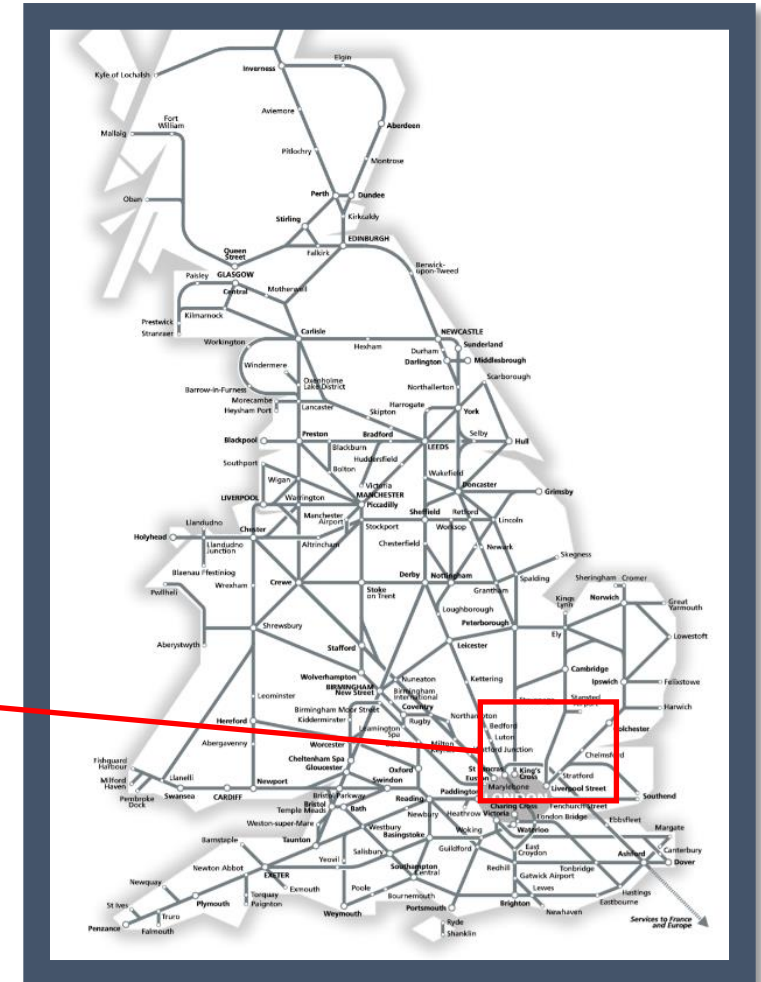 Elgin
Inverness
Kyle of Lochalsh
Aviemore
Fort
William
Mallaig
Aberdeen
Pitlochry
Montrose
Oban
Perth
Dundee
Stirling
Kirkcaldy
EDINBURGH
Queen
Street
Falkirk
Berwick-
upon-Tweed
Paisley
GLASGOW
Central
Motherwell
Kilmarnock
Prestwick
Stranraer
Carlisle
NEWCASTLE
Workington
Hexham
Sunderland
Durham
Darlington
Middlesbrough
Windermere
Scarborough
Oxenholme
Lake District
Barrow-in-Furness
Northallerton
Morecambe
Heysham Port
Lancaster
Harrogate
York
Skipton
Blackpool
Preston
Bradford
Selby
Hull
Blackburn
LEEDS
Huddersfield
Southport
Bolton
Wakefield
Wigan
Victoria
Doncaster
MANCHESTER
Piccadilly
Grimsby
LIVERPOOL
Warrington
Manchester
Airport
Sheffield
Retford
Llandudno
Chester
Stockport
Worksop
Lincoln
Holyhead
Llandudno
Junction
Altrincham
Chesterfield
Newark
Skegness
Blaenau Ffestiniog
Wrexham
Crewe
Derby
Nottingham
Spalding
Sheringham
Cromer
Pwllheli
Stoke
on Trent
Grantham
Kings
Lynn
Norwich
Great
Yarmouth
Loughborough
Peterborough
Aberystwyth
Shrewsbury
Ely
Lowestoft
Stafford
Leicester
Wolverhampton
Nuneaton
Kettering
Cambridge
BIRMINGHAM
New Street
Birmingham
International
Ipswich
Felixstowe
Leominster
Coventry
Stansted
Birmingham Moor Street
Rugby
Northampton
Harwich
Hereford
Kidderminster
Leamington
Spa
Bedford
Colchester
Abergavenny
Worcester
Milton
Luton
Watford Junction
Chelmsford
Fishguard
Harbour
Cheltenham Spa
Gloucester
Oxford
St Pancras
King's
Cross
Stratford
Milford
Haven
Llanelli
Newport
Swindon
Euston
Marylebone
Liverpool Street
Pembroke
Dock
Swansea
CARDIFF
Bristol Parkway
Paddington
LONDON
Southend
Bristol
Temple Meads
Bath
Reading
Charing Cross
Fenchurch Street
Weston-super-Mare
Newbury
Heathrow
Victoria
London Bridge
Ebbsfleet
Margate
Westbury
Basingstoke
Woking
Waterloo
Barnstaple
Taunton
Salisbury
Guildford
East
Croydon
Canterbury
Newton Abbot
Yeovil
Southampton
Central
Redhill
Tonbridge
Ashford
Dover
Newquay
EXETER
Gatwick Airport
Exmouth
Poole
Lewes
Hastings
Torquay
Paignton
Bournemouth
Eastbourne
St Ives
Plymouth
Weymouth
Portsmouth
Brighton
Newhaven
Truro
Penzance
Falmouth
Ryde
Shanklin
Services to France
and Europe